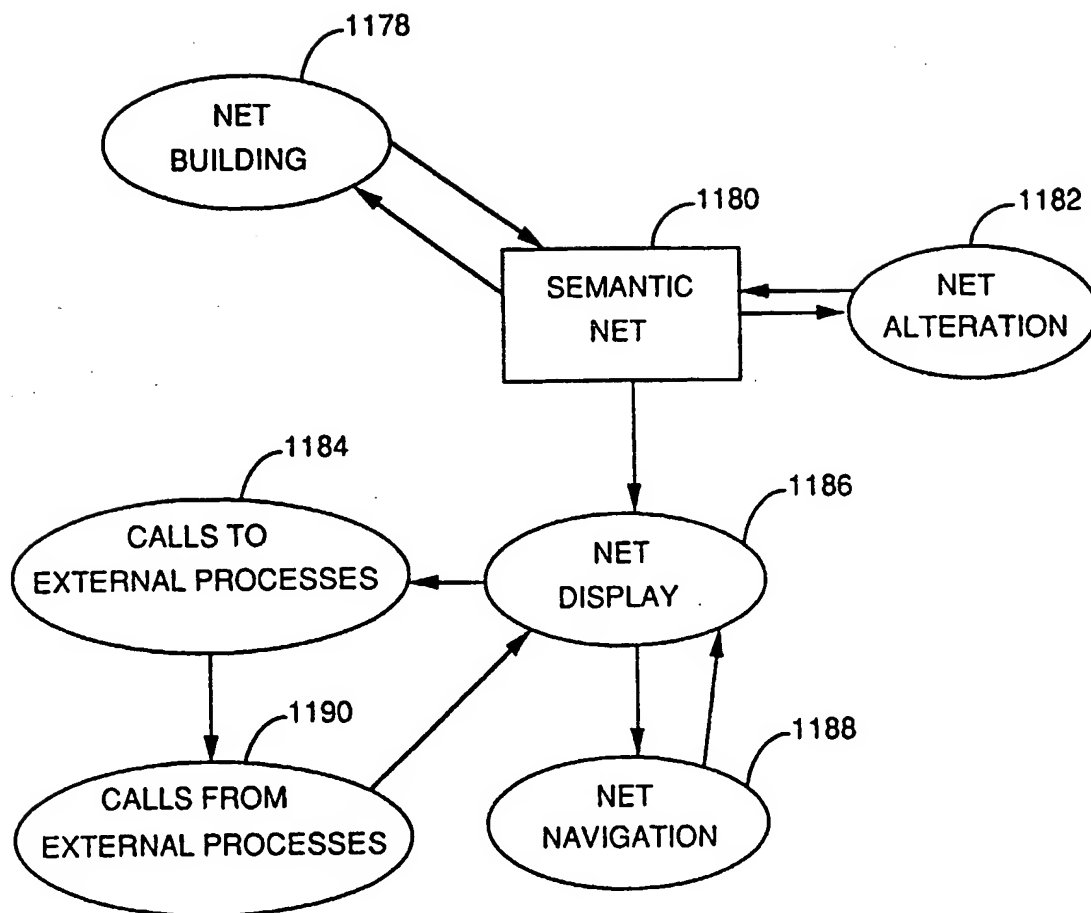 1178
NET
BUILDING
1180
SEMANTIC
NET
1182
NET
ALTERATION
1184
CALLS TO
EXTERNAL PROCESSES
1186
NET
DISPLAY
1190
CALLS FROM
EXTERNAL PROCESSES
1188
NET
NAVIGATION